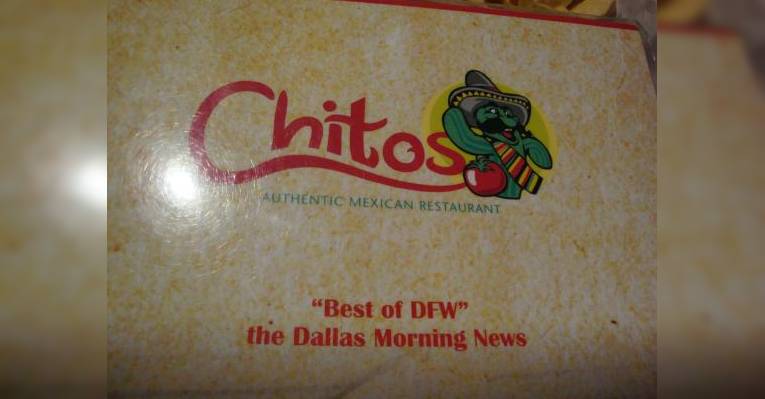 Chitos
AUTHENTIC MEXICAN RESTAURANT
“Best of DFW”
the Dallas Morning News